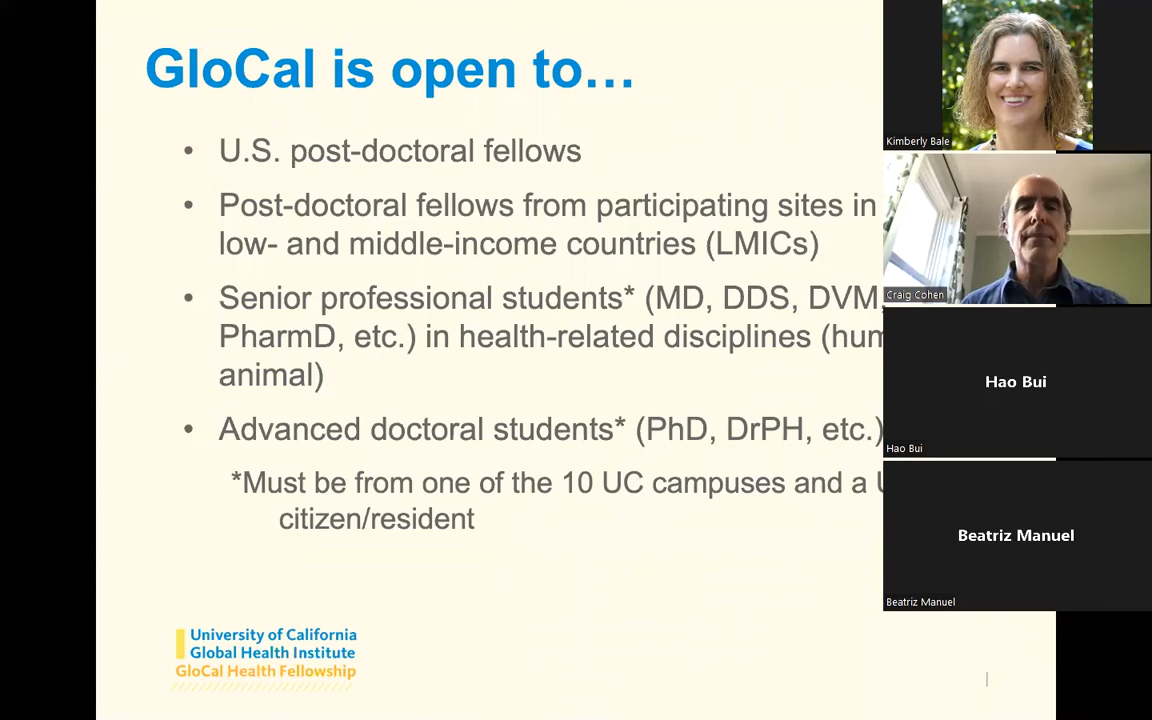 GloCal is open to…
• U.S. post-doctoral fellows
• Post-doctoral fellows from participating sites in
low- and middle-income countries (LMICs)
• Senior professional students* (MD, DDS, DVM,
PharmD, etc.) in health-related disciplines
animal)
• Advanced doctoral students* (PhD, DrPH, etc.)
*Must be from one of the 10 UC campuses and a
citizen/resident
University of California
Global Health Institute
GloCal Health Fellowship
Kimberly Bale
Craig Cohen
Hao Bui
Hao Bui
Beatriz Manuel
Beatriz Manuel